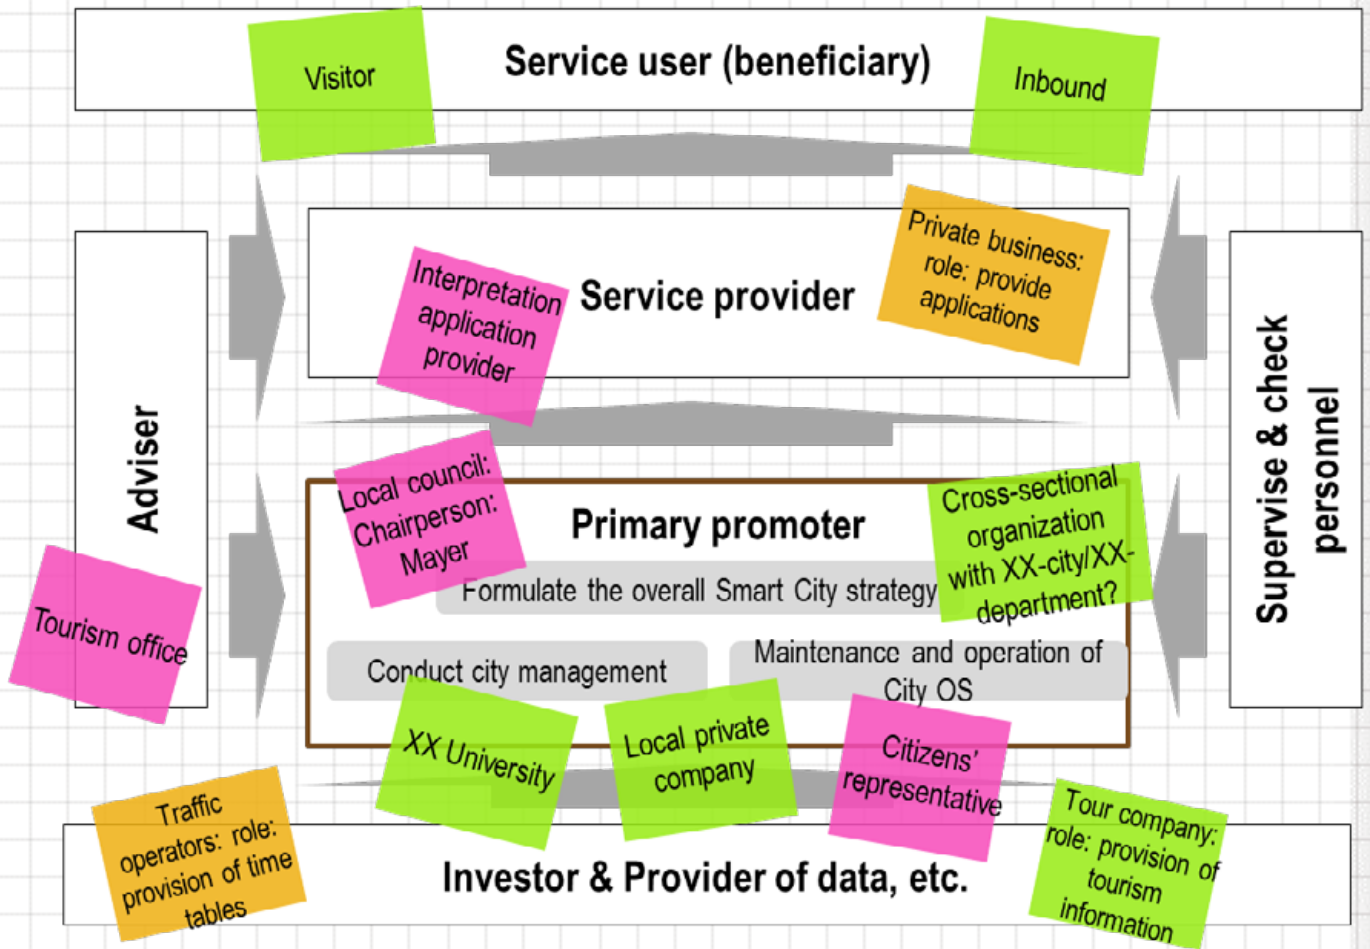 Visitor
Service user (beneficiary)
Inbound
Private business:
role: provide
applications
Interpretation
application
provider
Service provider
Adviser
Supervise & check
personnel
Local council:
Chairperson:
Mayer
Primary promoter
Cross-sectional
organization
with XX-city/XX-
department?
Formulate the overall Smart City strategy
Tourism office
Conduct city management
Maintenance and operation of
City OS
XX University
Local private
company
Citizens'
representative
Traffic
operators: role:
provision of time
tables
Investor & Provider of data, etc.
Tour company:
role: provision of
tourism
information